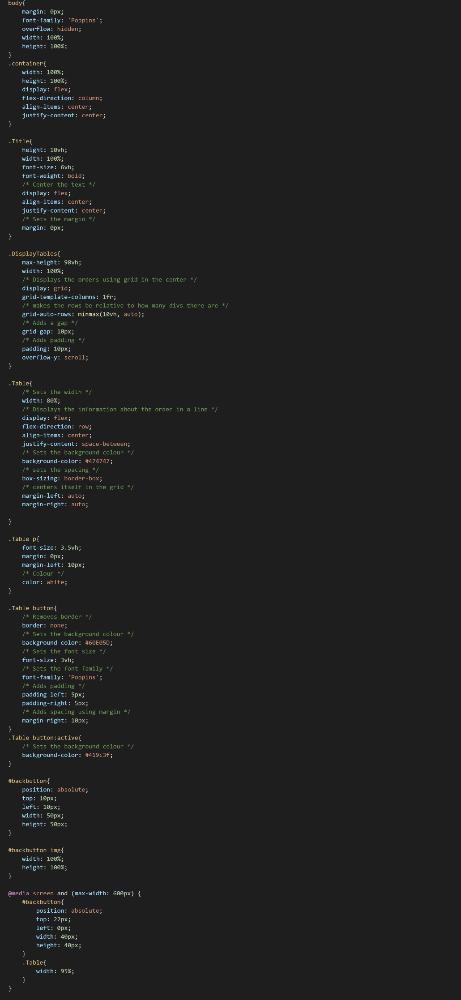 body{
    margin: 0px;
    font-family: 'Poppins';
    overflow: hidden;
    width: 100%;
    height: 100%;
}
.container{
    width: 100%;
    height: 100%;
    display: flex;
    flex-direction: column;
    align-items: center;
    justify-content: center;
}

.Title{
    height: 10vh;
    width: 100%;
    font-size: 6vh;
    font-weight: bold;
    /* Center the text */
    display: flex;
    align-items: center;
    justify-content: center;
    /* Sets the margin */
    margin: 0px;
}

.DisplayTables{
    max-height: 98vh;
    width: 100%;
    /* Displays the orders using grid in the center */
    display: grid;
    grid-template-columns: 1fr;
    /* makes the rows be relative to how many divs there are */
    grid-auto-rows: minmax(10vh, auto);
    /* Adds a gap */
    grid-gap: 10px;
    /* Adds padding */
    padding: 10px;
    overflow-y: scroll;
}

.Table{
    /* Sets the width */
    width: 80%;
    /* Displays the information about the order in a line */
    display: flex;
    flex-direction: row;
    align-items: center;
    justify-content: space-between;
    /* Sets the background colour */
    background-color: #474747;
    /* sets the spacing */
    box-sizing: border-box;
    /* centers itself in the grid */
    margin-left: auto;
    margin-right: auto;

}

.Table p{
    font-size: 3.5vh;
    margin: 0px;
    margin-left: 10px;
    /* Colour */
    color: white;
}

.Table button{
    /* Removes border */
    border: none;
    /* Sets the background colour */
    background-color: #60E05D;
    /* Sets the font size */
    font-size: 3vh;
    /* Sets the font family */
    font-family: 'Poppins';
    /* Adds padding */
    padding-left: 5px;
    padding-right: 5px;
    /* Adds spacing using margin */
    margin-right: 10px;
}
.Table button:active{
    /* Sets the background colour */
    background-color: #419c3f;
}

#backbutton{
    position: absolute;
    top: 10px;
    left: 10px;
    width: 50px;
    height: 50px;
}

#backbutton img{
    width: 100%;
    height: 100%;
}

@media screen and (max-width: 600px) {
    #backbutton{
        position: absolute;
        top: 22px;
        left: 0px;
        width: 40px;
        height: 40px;
    }
    .Table{
        width: 95%;
    }
}